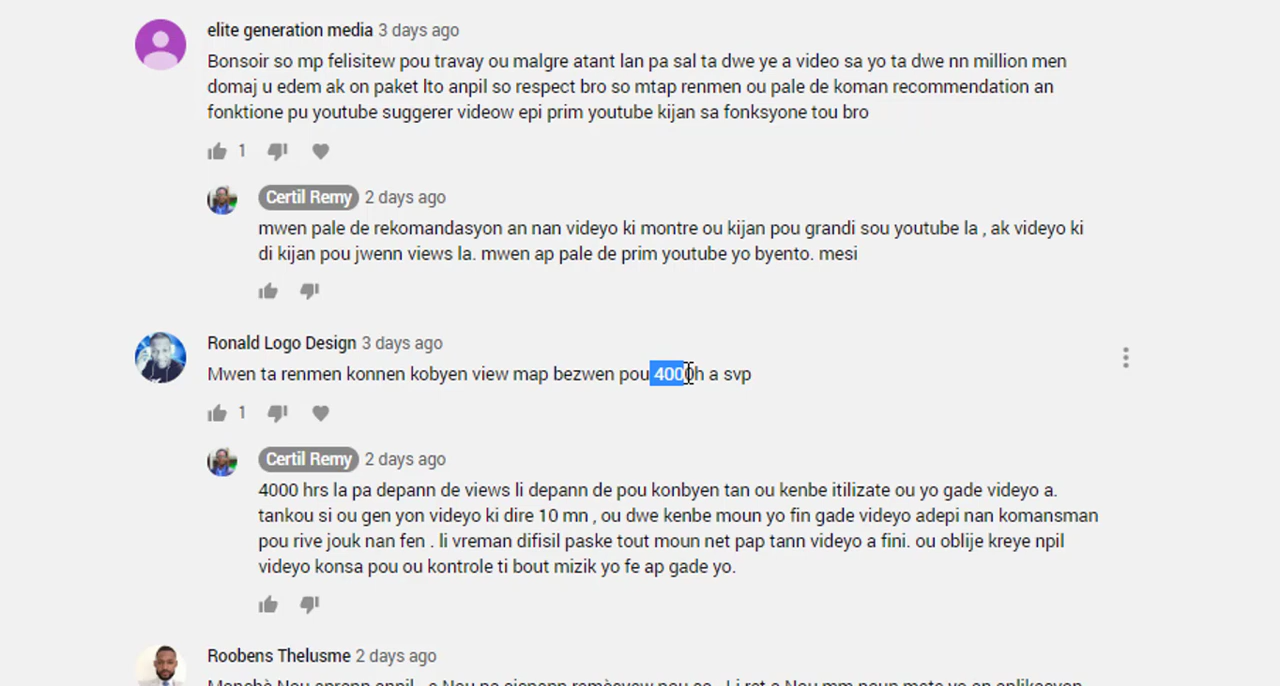 elite generation media 3 days ago
Bonsoir so mp felisitew pou travay ou malgre atant lan pa sal ta dwe ye a video sa yo ta dwe nn million men
domaj u edem ak on paket lto anpil so respect bro so mtap renmen ou pale de koman recommendation an
fonktione pu youtube suggerer videow epi prim youtube kijan sa fonksyone tou bro
1
Certil Remy 2 days ago
mwen pale de rekomandasyon an nan videyo ki montre ou kijan pou grandi sou youtube la , ak videyo ki
di kijan pou jwenn views la. mwen ap pale de prim youtube yo byento. mesi
Ronald Logo Design 3 days ago
Mwen ta renmen konnen kobyen view map bezwen pou 4000h a svp
1
Certil Remy 2 days ago
4000 hrs la pa depann de views li depann de pou konbyen tan ou kenbe itilizate ou yo gade videyo a.
tankou si ou gen yon videyo ki dire 10 mn , ou dwe kenbe moun yo fin gade videyo adepi nan komansman
pou rive jouk nan fen . li vreman difisil paske tout moun net pap tann videyo a fini. ou oblije kreye npil
videyo konsa pou ou kontrole ti bout mizik yo fe ap gade yo.
Roobens Thelusme 2 days ago